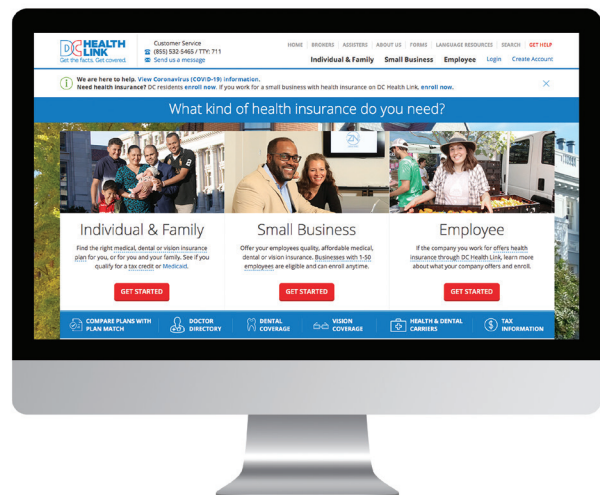 DC HEALTH LINK
Get the facts. Get covered.
Customer Service
(855) 532-5465 / TTY: 711
Send us a message
HOME | BROKERS | ASSISTERS | ABOUT US | FORMS | LANGUAGE RESOURCES | SEARCH | GET HELP
Individual & Family Small Business Employee Login Create Account
We are here to help. View Coronavirus (COVID-19) Information.
Need health insurance? DC residents enroll now. If you work for a small business with health insurance on DC Health Link, enroll now.
What kind of health insurance do you need?
Individual & Family
Find the right medical, dental or vision insurance
plan for you, or for you and your family. See if you
qualify for a tax credit or Medicaid.
GET STARTED
Small Business
Offer your employees quality, affordable medical,
dental or vision insurance. Businesses with 1-50
employees are eligible and can enroll anytime.
GET STARTED
Employee
If the company you work for offers health
insurance through DC Health Link, learn more
about what your company offers and enroll.
GET STARTED
COMPARE PLANS WITH
PLAN MATCH
DOCTOR
DIRECTORY
DENTAL
COVERAGE
VISION
COVERAGE
HEALTH & DENTAL
CARRIERS
TAX
INFORMATION